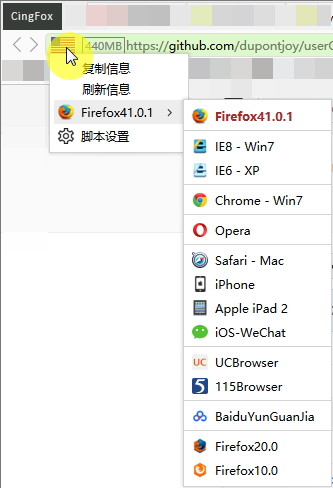 CingFox
440MB https://github.com/dupontjoy/userC
复制信息
刷新信息
Firefox41.0.1
脚本设置
Firefox41.0.1
IE8 - Win7
IE6 - XP
Chrome - Win7
Opera
Safari - Mac
iPhone
Apple iPad 2
iOS-WeChat
UC UCBrowser
5 115Browser
BaiduYunGuanJia
Firefox20.0
Firefox10.0